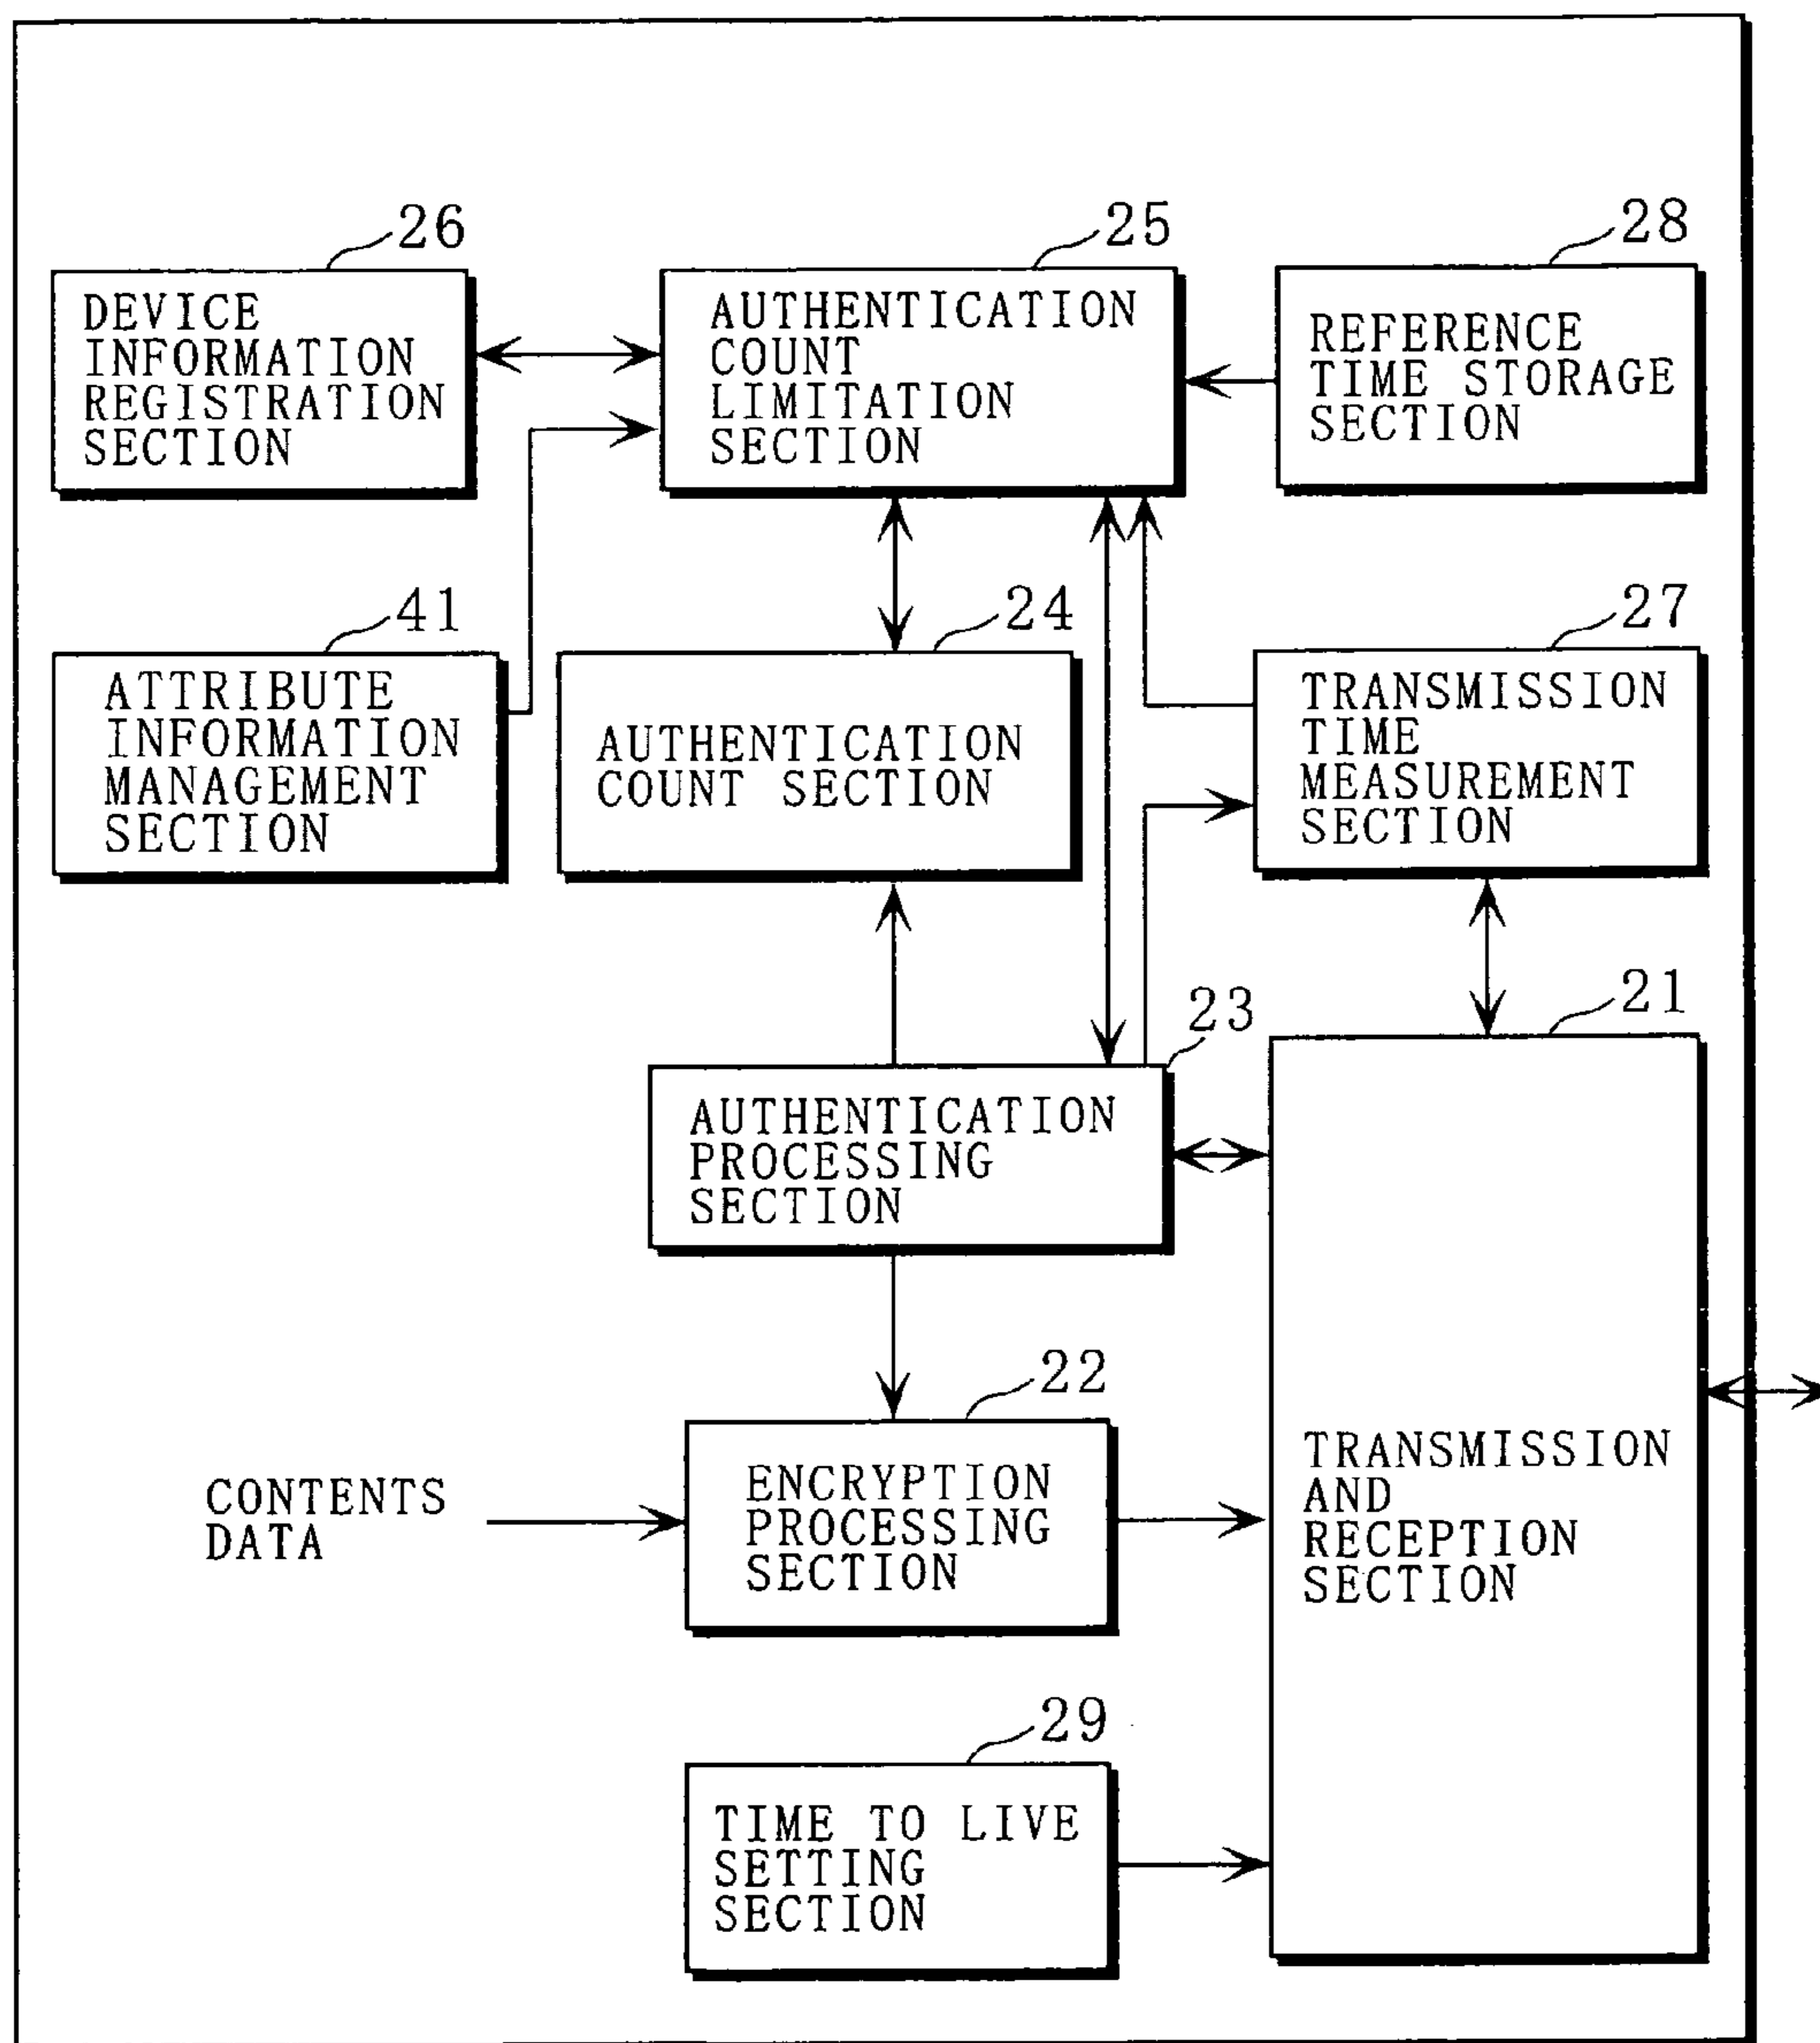 26
DEVICE
INFORMATION
REGISTRATION
SECTION
25
AUTHENTICATION
COUNT
LIMITATION
SECTION
28
REFERENCE
TIME STORAGE
SECTION
41
ATTRIBUTE
INFORMATION
MANAGEMENT
SECTION
24
AUTHENTICATION
COUNT SECTION
27
TRANSMISSION
TIME
MEASUREMENT
SECTION
23
AUTHENTICATION
PROCESSING
SECTION
21
TRANSMISSION
AND
RECEPTION
SECTION
CONTENTS
DATA
22
ENCRYPTION
PROCESSING
SECTION
29
TIME TO LIVE
SETTING
SECTION